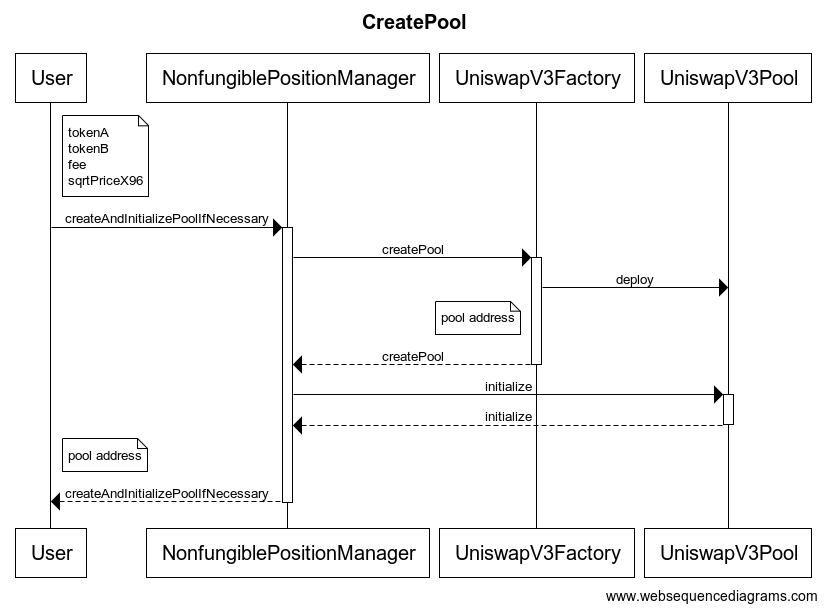 CreatePool
User
NonfungiblePositionManager
UniswapV3Factory
UniswapV3Pool
tokenA
tokenB
fee
sqrtPriceX96
createAndInitializePoolIfNecessary
createPool
deploy
pool address
createPool
initialize
initialize
pool address
createAndInitializePoolIfNecessary
User
NonfungiblePositionManager
UniswapV3Factory
UniswapV3Pool
www.websequencediagrams.com